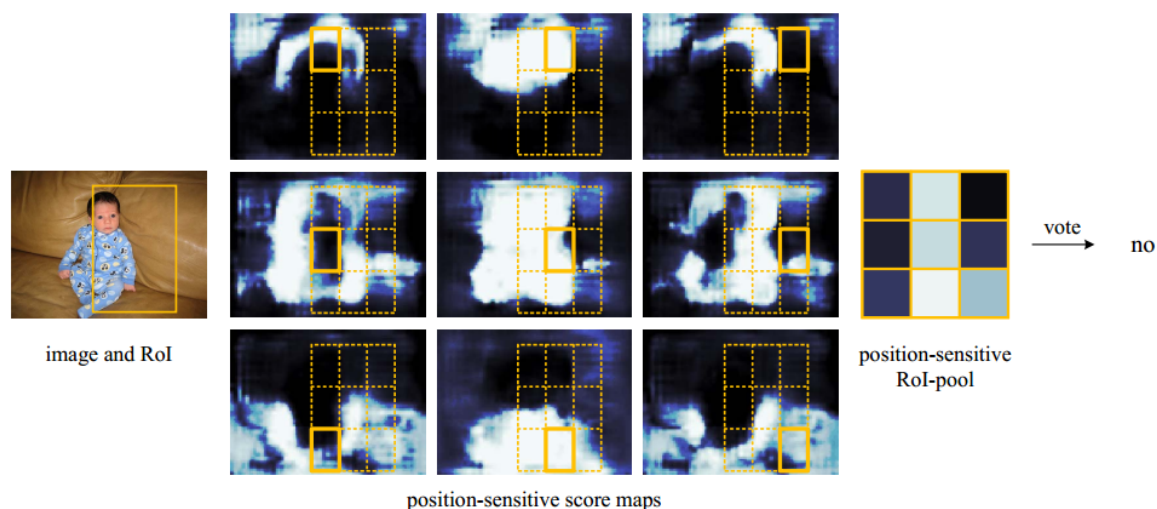 image and RoI
position-sensitive score maps
position-sensitive
RoI-pool
vote
no